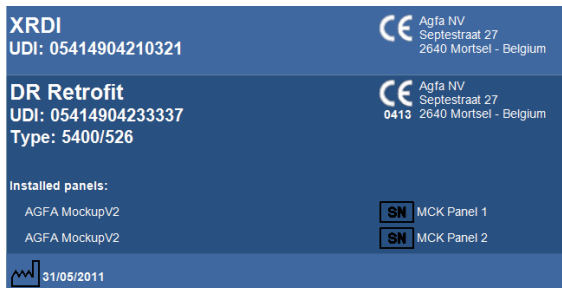 XRDI
UDI: 05414904210321
CE Agfa NV
Septestraat 27
2640 Mortsel - Belgium
DR Retrofit
UDI: 05414904233337
Type: 5400/526
CE Agfa NV
Septestraat 27
0413 2640 Mortsel - Belgium
Installed panels:
AGFA MockupV2 SN MCK Panel 1
AGFA MockupV2 SN MCK Panel 2
31/05/2011